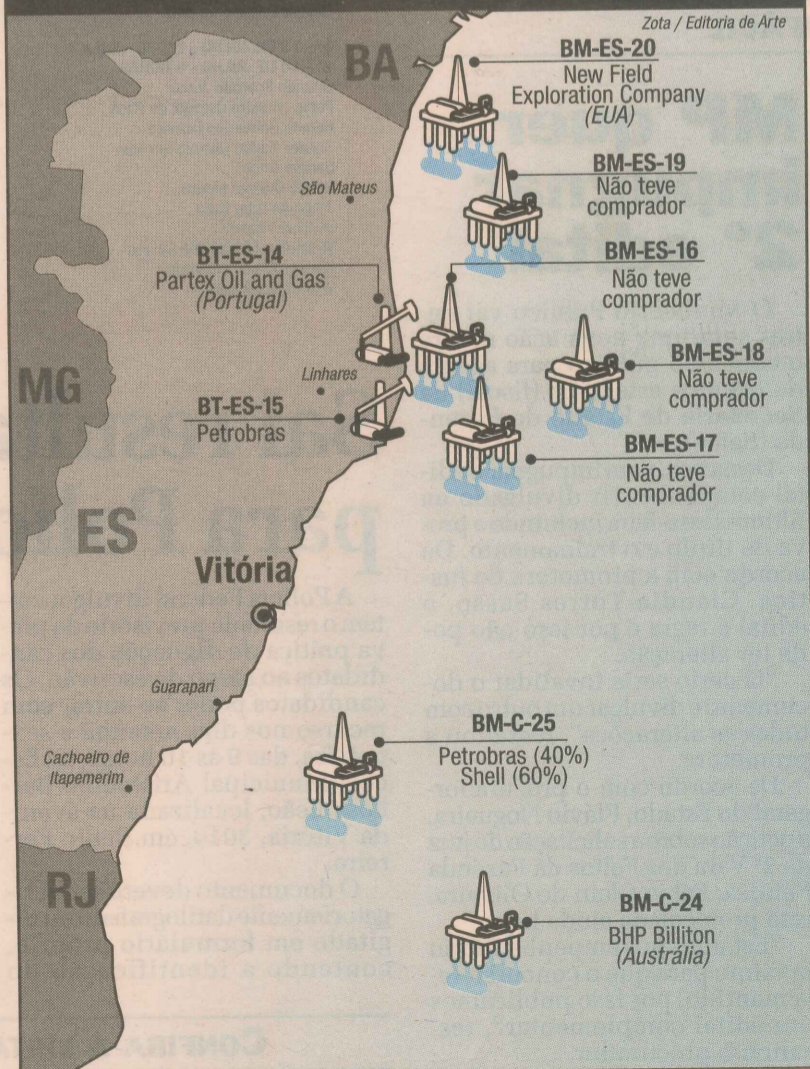 Zota / Editoria de Arte
BA
BM-ES-20
New Field
Exploration Company
(EUA)
BM-ES-19
Não teve
comprador
São Mateus
BT-ES-14
Partex Oil and Gas
(Portugal)
BM-ES-16
Não teve
comprador
BM-ES-18
Não teve
comprador
MG
Linhares
BT-ES-15
Petrobras
BM-ES-17
Não teve
comprador
ES
Vitória
Guarapari
BM-C-25
Petrobras (40%)
Shell (60%)
Cachoeiro de
Itapemerim
RJ
BM-C-24
BHP Billiton
(Austrália)